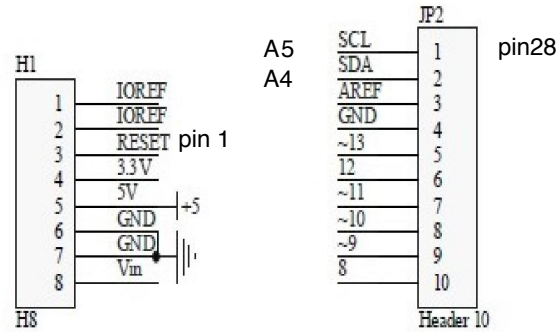 H1
1 IOREF
2 IOREF
3 RESET pin 1
4 3.3V
5 5V +5
6 GND
7 GND
8 Vin
H8
JP2
A5 SCL 1 pin28
A4 SDA 2
AREF 3
GND 4
~13 5
12 6
~11 7
~10 8
~9 9
8 10
Header 10